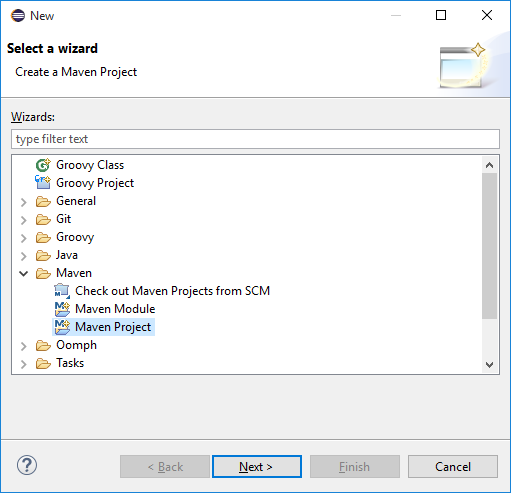 New
Select a wizard
Create a Maven Project
Wizards:
type filter text
Groovy Class
Groovy Project
General
Git
Groovy
Java
Maven
Check out Maven Projects from SCM
Maven Module
Maven Project
Oomph
Tasks
? < Back Next > Finish Cancel